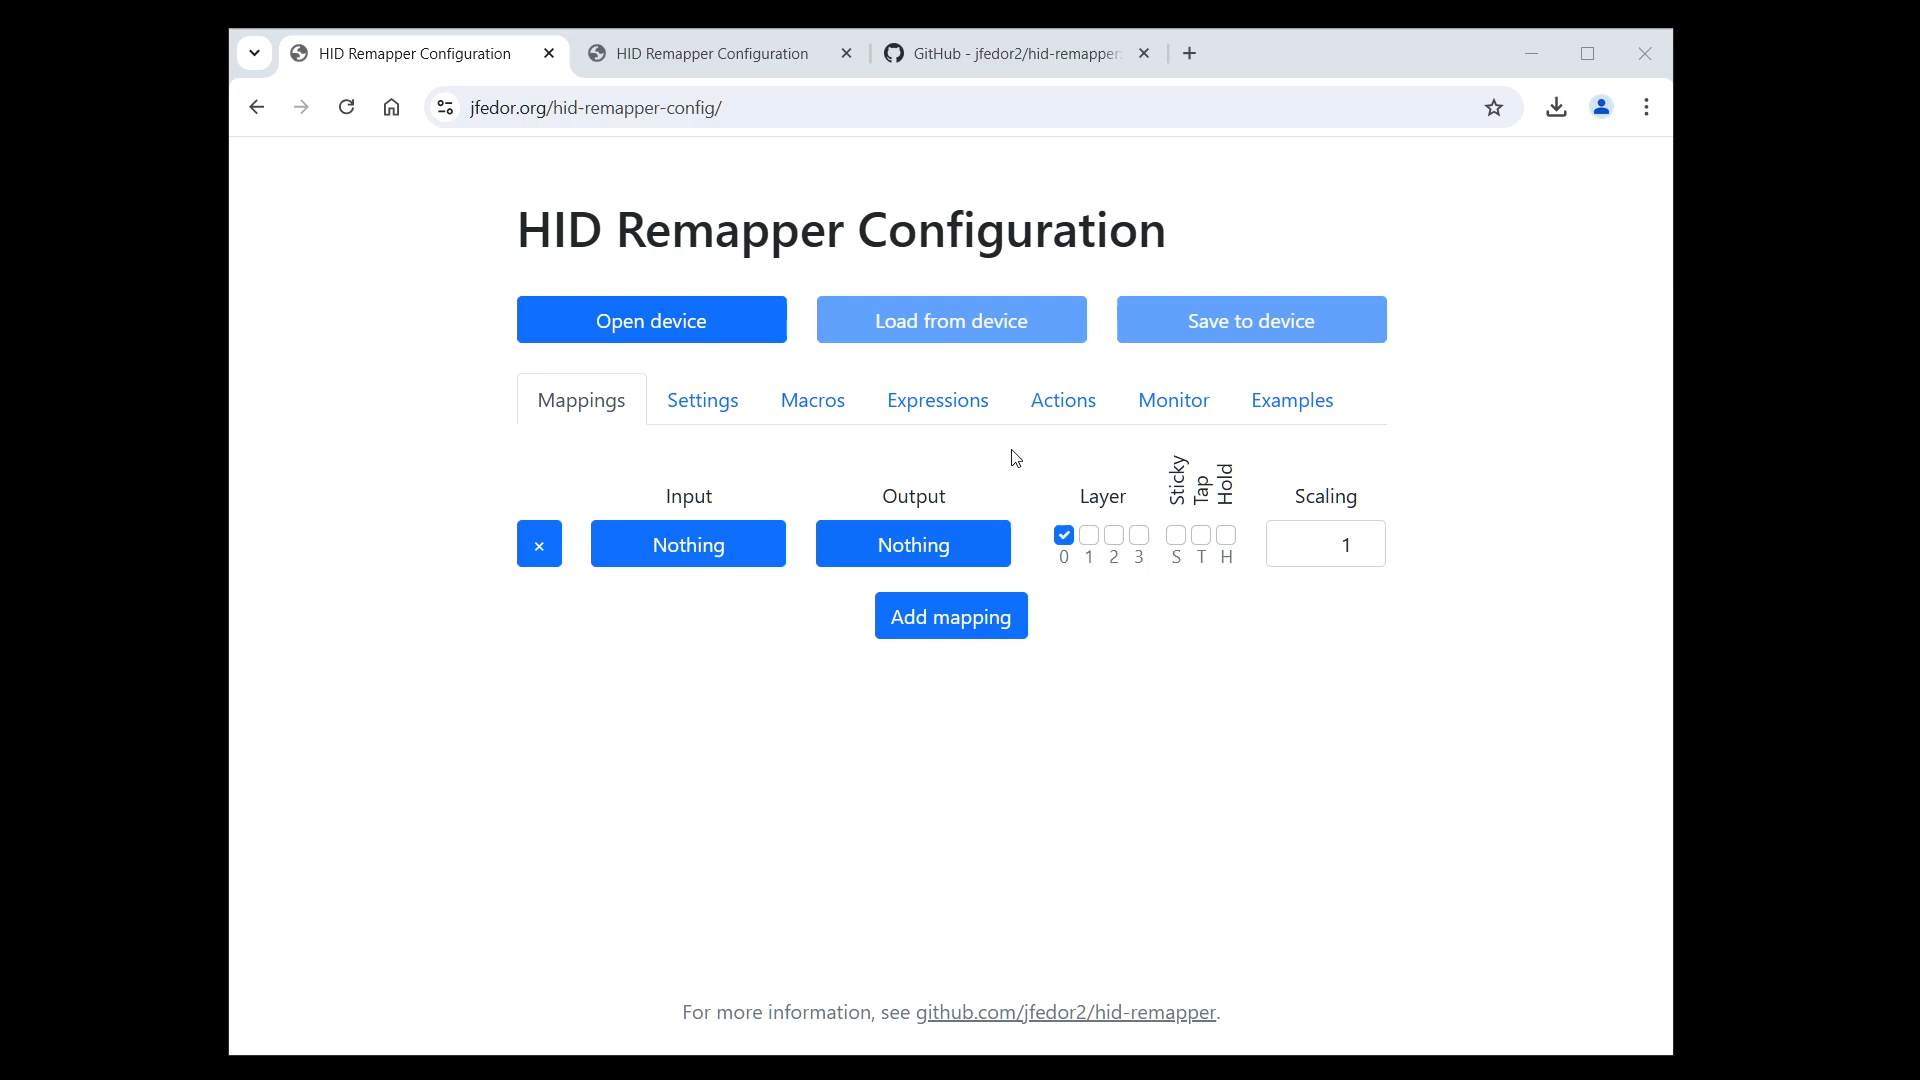 HID Remapper Configuration
HID Remapper Configuration
GitHub - jfedor2/hid-remapper:
jfedor.org/hid-remapper-config/
HID Remapper Configuration
Open device
Load from device
Save to device
Mappings
Settings
Macros
Expressions
Actions
Monitor
Examples
Input
Output
Layer
Sticky
Tap
Hold
Scaling
×
Nothing
Nothing
0 1 2 3
S T H
1
Add mapping
For more information, see github.com/jfedor2/hid-remapper.